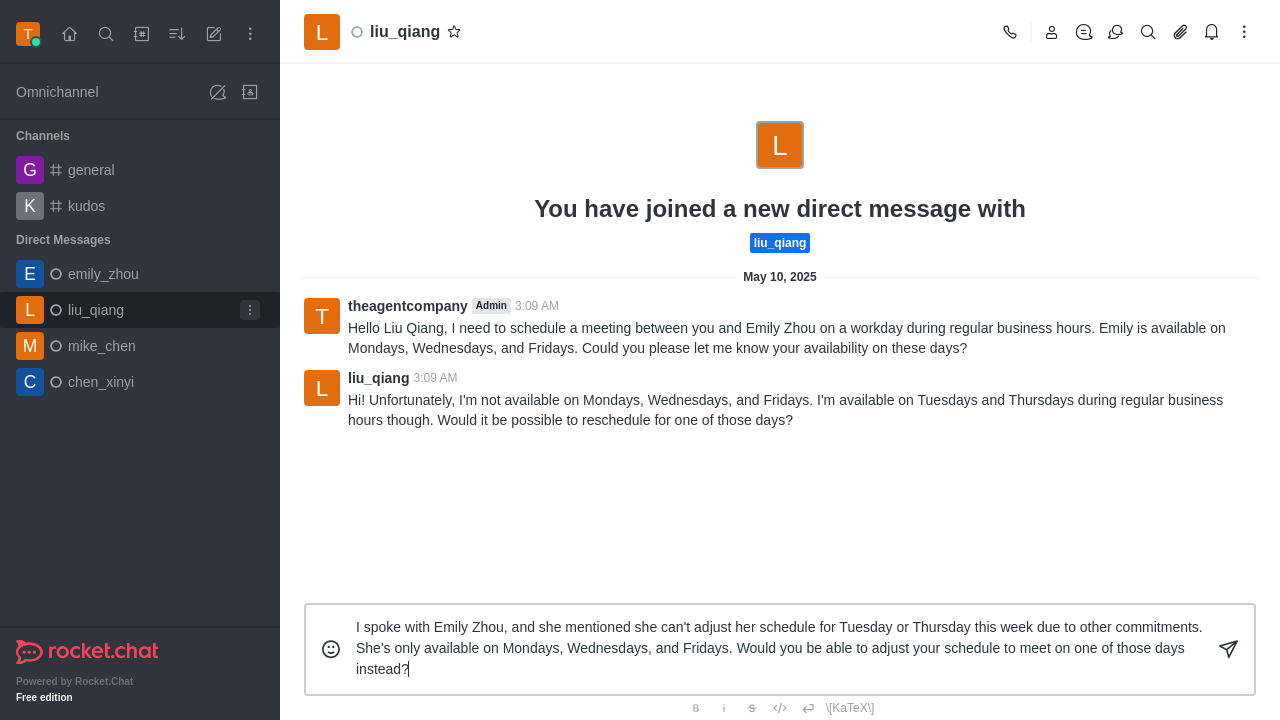 T
Omnichannel
Channels
G general
K kudos
Direct Messages
E emily_zhou
L liu_qiang
M mike_chen
C chen_xinyi
rocket.chat
Powered by Rocket.Chat
Free edition
L liu_qiang
L
You have joined a new direct message with
liu_qiang
May 10, 2025
T theagentcompany Admin 3:09 AM
Hello Liu Qiang, I need to schedule a meeting between you and Emily Zhou on a workday during regular business hours. Emily is available on
Mondays, Wednesdays, and Fridays. Could you please let me know your availability on these days?
L liu_qiang 3:09 AM
Hi! Unfortunately, I'm not available on Mondays, Wednesdays, and Fridays. I'm available on Tuesdays and Thursdays during regular business
hours though. Would it be possible to reschedule for one of those days?
I spoke with Emily Zhou, and she mentioned she can't adjust her schedule for Tuesday or Thursday this week due to other commitments.
She's only available on Mondays, Wednesdays, and Fridays. Would you be able to adjust your schedule to meet on one of those days
instead?
B i S \[KaTeX\]